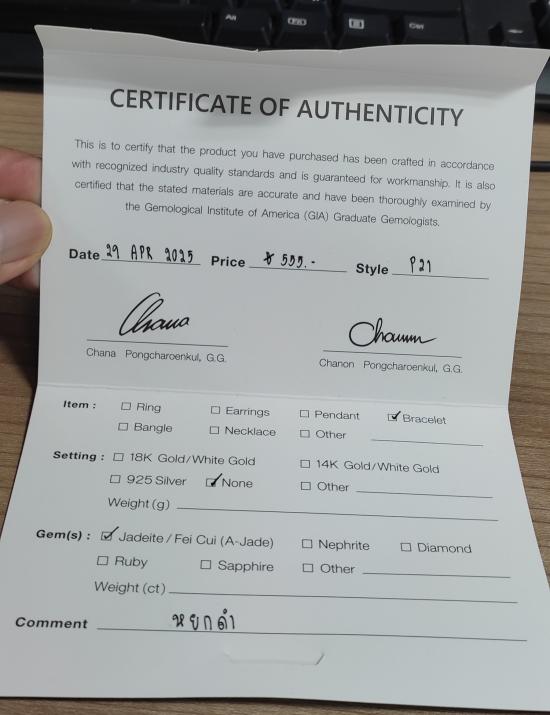 CERTIFICATE OF AUTHENTICITY
This is to certify that the product you have purchased has been crafted in accordance
with recognized industry quality standards and is guaranteed for workmanship. It is also
certified that the stated materials are accurate and have been thoroughly examined by
the Gemological Institute of America (GIA) Graduate Gemologists.
Date 29 APR 2025 Price ฿ 555.- Style P21
Chana Chanon
Chana Pongcharoenkul, G.G. Chanon Pongcharoenkul, G.G.
Item : ☐ Ring ☐ Earrings ☐ Pendant ☑ Bracelet
☐ Bangle ☐ Necklace ☐ Other
Setting : ☐ 18K Gold/White Gold ☐ 14K Gold/White Gold
☐ 925 Silver ☑ None ☐ Other
Weight (g)
Gem(s) : ☑ Jadeite / Fei Cui (A-Jade) ☐ Nephrite ☐ Diamond
☐ Ruby ☐ Sapphire ☐ Other
Weight (ct)
Comment หยกดำ